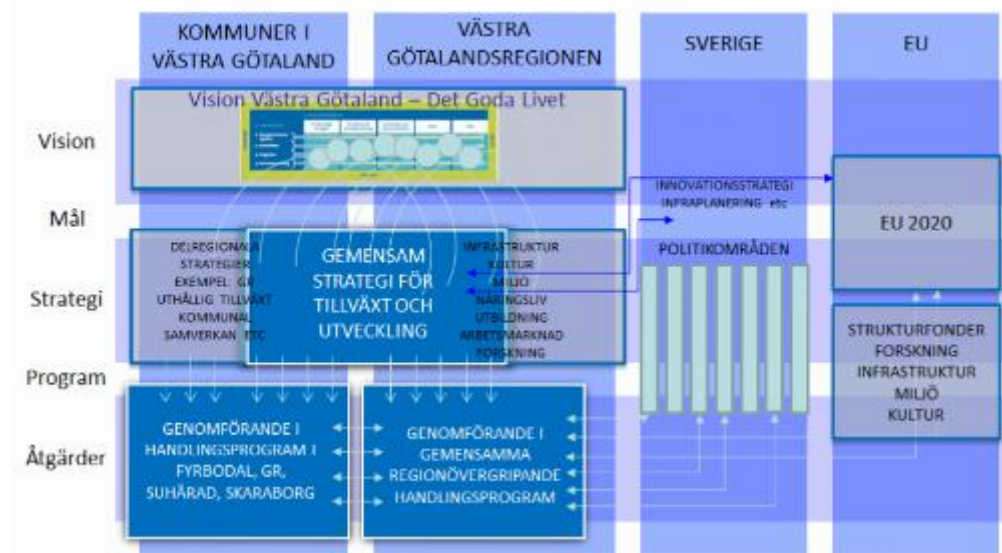 KOMMUNER I
VÄSTRA GÖTALAND
VÄSTRA
GÖTALANDSREGIONEN
SVERIGE
EU
Vision Västra Götaland – Det Goda Livet
Vision
Mål
Strategi
Program
Åtgärder
DELREGIONALA
STRATEGIER
EXEMPEL: GR
UTHÅLLIG TILLVÄXT
KOMMUNAL
SAMVERKAN ETC
GEMENSAM
STRATEGI FÖR
TILLVÄXT OCH
UTVECKLING
INFRASTRUKTUR
KULTUR
MILJÖ
NÄRINGSLIV
UTBILDNING
ARBETSMARKNAD
FORSKNING
INNOVATIONSSTRATEGI
INFRAPLANERING etc
POLITIKOMRÅDEN
EU 2020
STRUKTURFONDER
FORSKNING
INFRASTRUKTUR
MILJÖ
KULTUR
GENOMFÖRANDE I
HANDLINGSPROGRAM I
FYRBODAL, GR,
SUHÄRAD, SKARABORG
GENOMFÖRANDE I
GEMENSAMMA
REGIONÖVERGRIPANDE
HANDLINGSPROGRAM